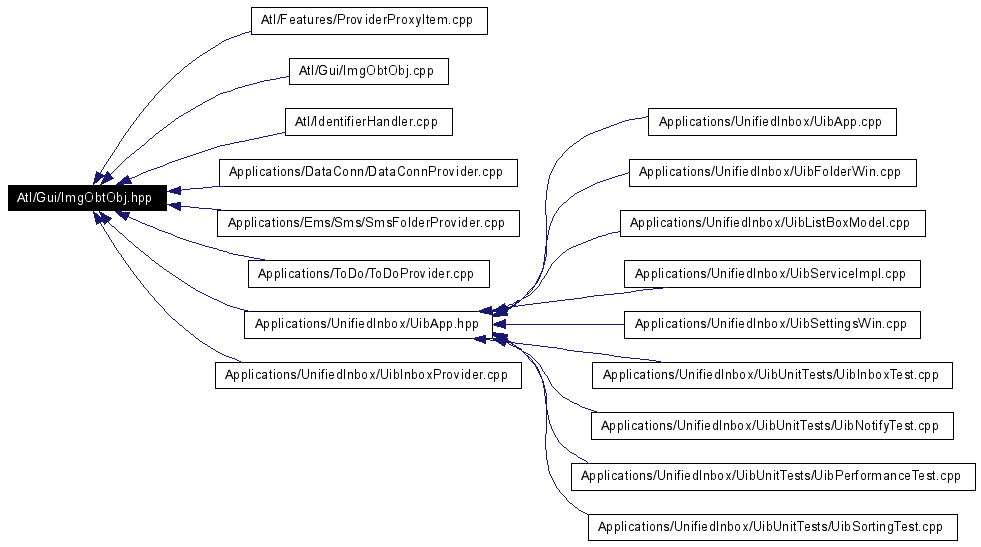 Atl/Features/ProviderProxyItem.cpp
Atl/Gui/ImgObtObj.cpp
Atl/IdentifierHandler.cpp
Applications/DataConn/DataConnProvider.cpp
Atl/Gui/ImgObtObj.hpp
Applications/Ems/Sms/SmsFolderProvider.cpp
Applications/ToDo/ToDoProvider.cpp
Applications/UnifiedInbox/UibApp.hpp
Applications/UnifiedInbox/UibInboxProvider.cpp
Applications/UnifiedInbox/UibApp.cpp
Applications/UnifiedInbox/UibFolderWin.cpp
Applications/UnifiedInbox/UibListBoxModel.cpp
Applications/UnifiedInbox/UibServiceImpl.cpp
Applications/UnifiedInbox/UibSettingsWin.cpp
Applications/UnifiedInbox/UibUnitTests/UibInboxTest.cpp
Applications/UnifiedInbox/UibUnitTests/UibNotifyTest.cpp
Applications/UnifiedInbox/UibUnitTests/UibPerformanceTest.cpp
Applications/UnifiedInbox/UibUnitTests/UibSortingTest.cpp